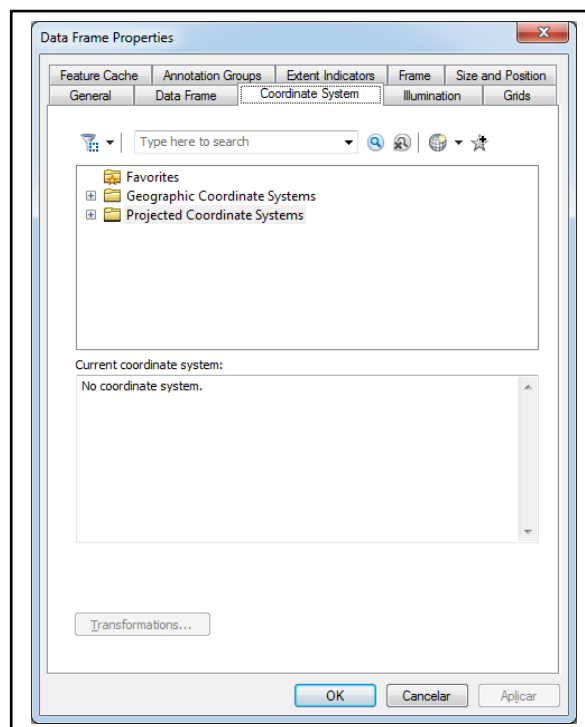 Data Frame Properties
Feature Cache Annotation Groups Extent Indicators Frame Size and Position
General Data Frame Coordinate System Illumination Grids
Type here to search
Favorites
Geographic Coordinate Systems
Projected Coordinate Systems
Current coordinate system:
No coordinate system.
Transformations...
OK Cancelar Aplicar